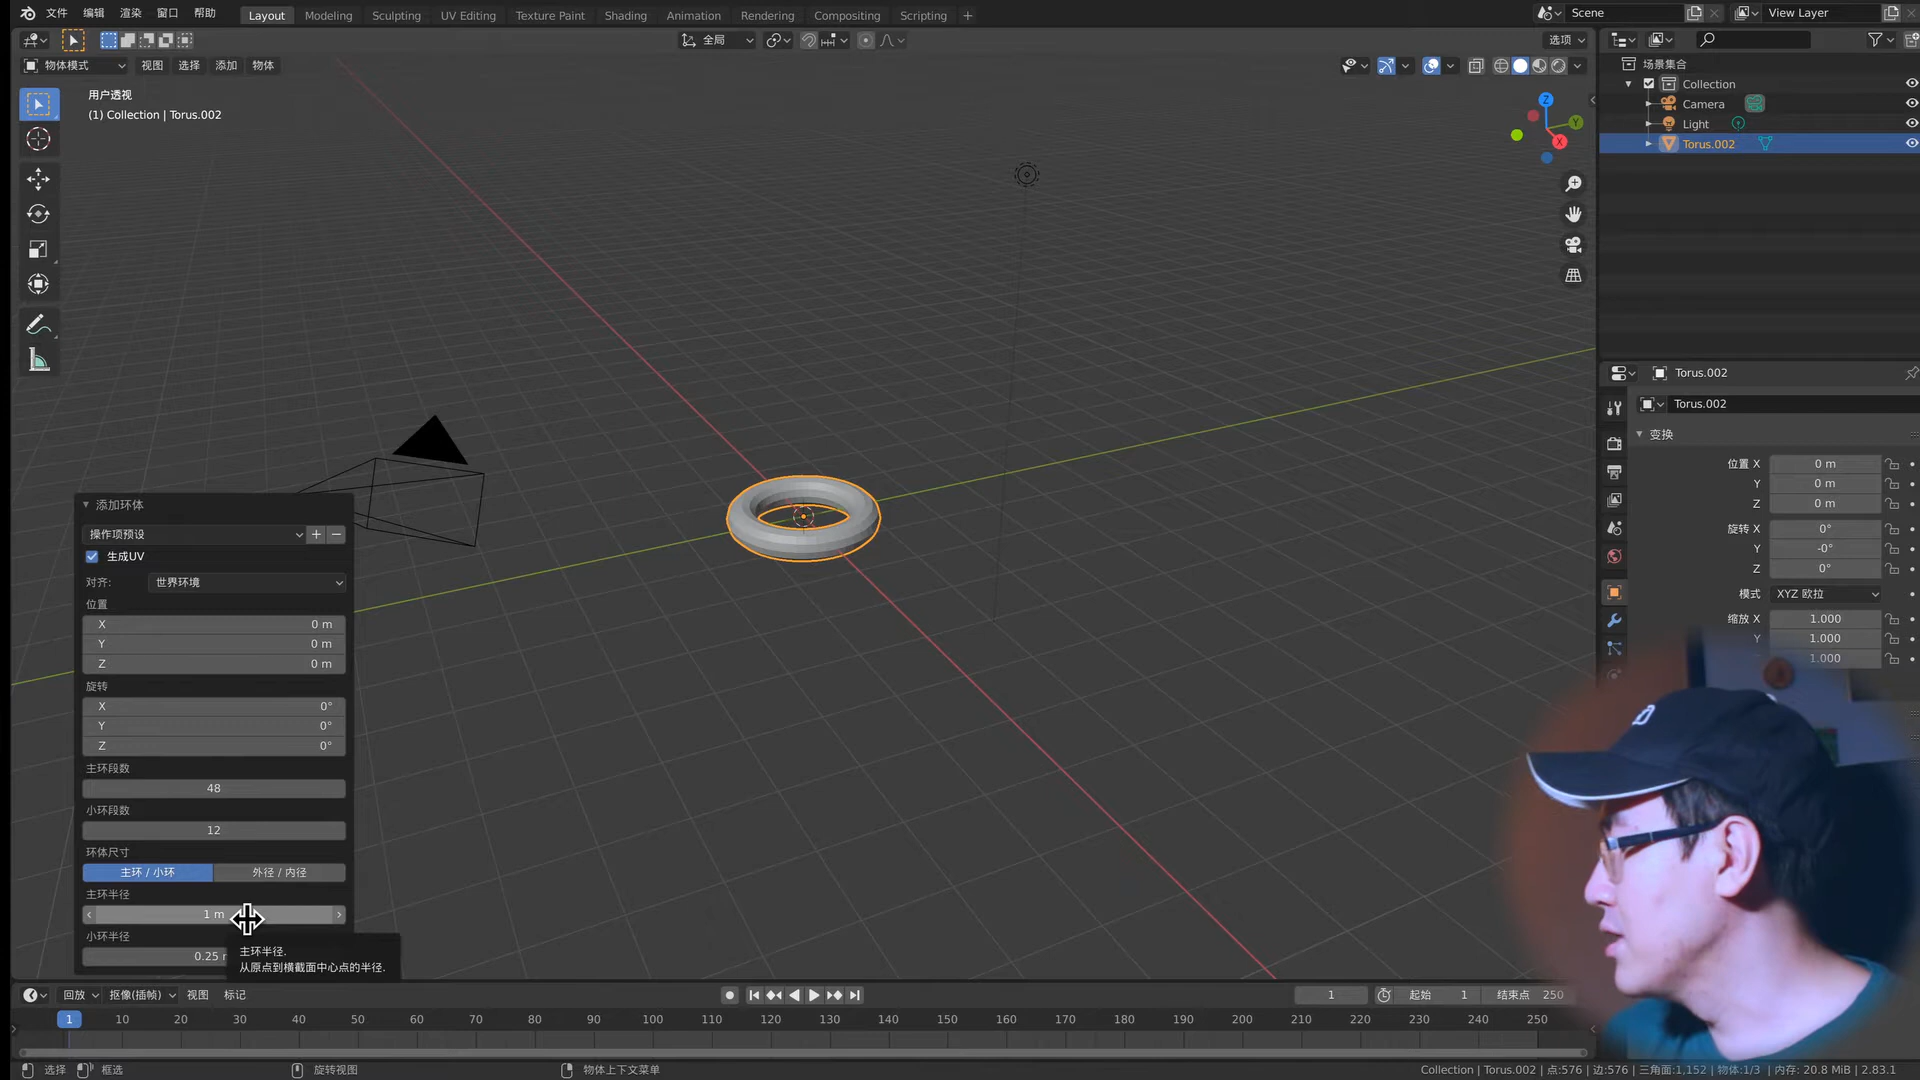 文件 编辑 渲染 窗口 帮助 Layout Modeling Sculpting UV Editing Texture Paint Shading Animation Rendering Compositing Scripting + Scene View Layer
全局 选项
物体模式 视图 选择 添加 物体
用户透视
(1) Collection | Torus.002
Z
Y
X
场景集合
Collection
Camera
Light
Torus.002
Torus.002
Torus.002
变换
位置 X 0 m
Y 0 m
Z 0 m
旋转 X 0°
Y -0°
Z 0°
模式 XYZ 欧拉
缩放 X 1.000
Y 1.000
1.000
添加环体
操作项预设
生成UV
对齐: 世界环境
位置
X 0 m
Y 0 m
Z 0 m
旋转
X 0°
Y 0°
Z 0°
主环段数
48
小环段数
12
环体尺寸
主环 / 小环 外径 / 内径
主环半径
1 m
小环半径
0.25
主环半径.
从原点到横截面中心点的半径.
回放 抠像(插帧) 视图 标记 1 起始 1 结束点 250
1 10 20 30 40 50 60 70 80 90 100 110 120 130 140 150 160 170 180 190 200 210 220 230 240 250
选择 框选 旋转视图 物体上下文菜单 Collection | Torus.002 | 点:576 | 边:576 | 三角面:1,152 | 物体:1/3 | 内存: 20.8 MiB | 2.83.1